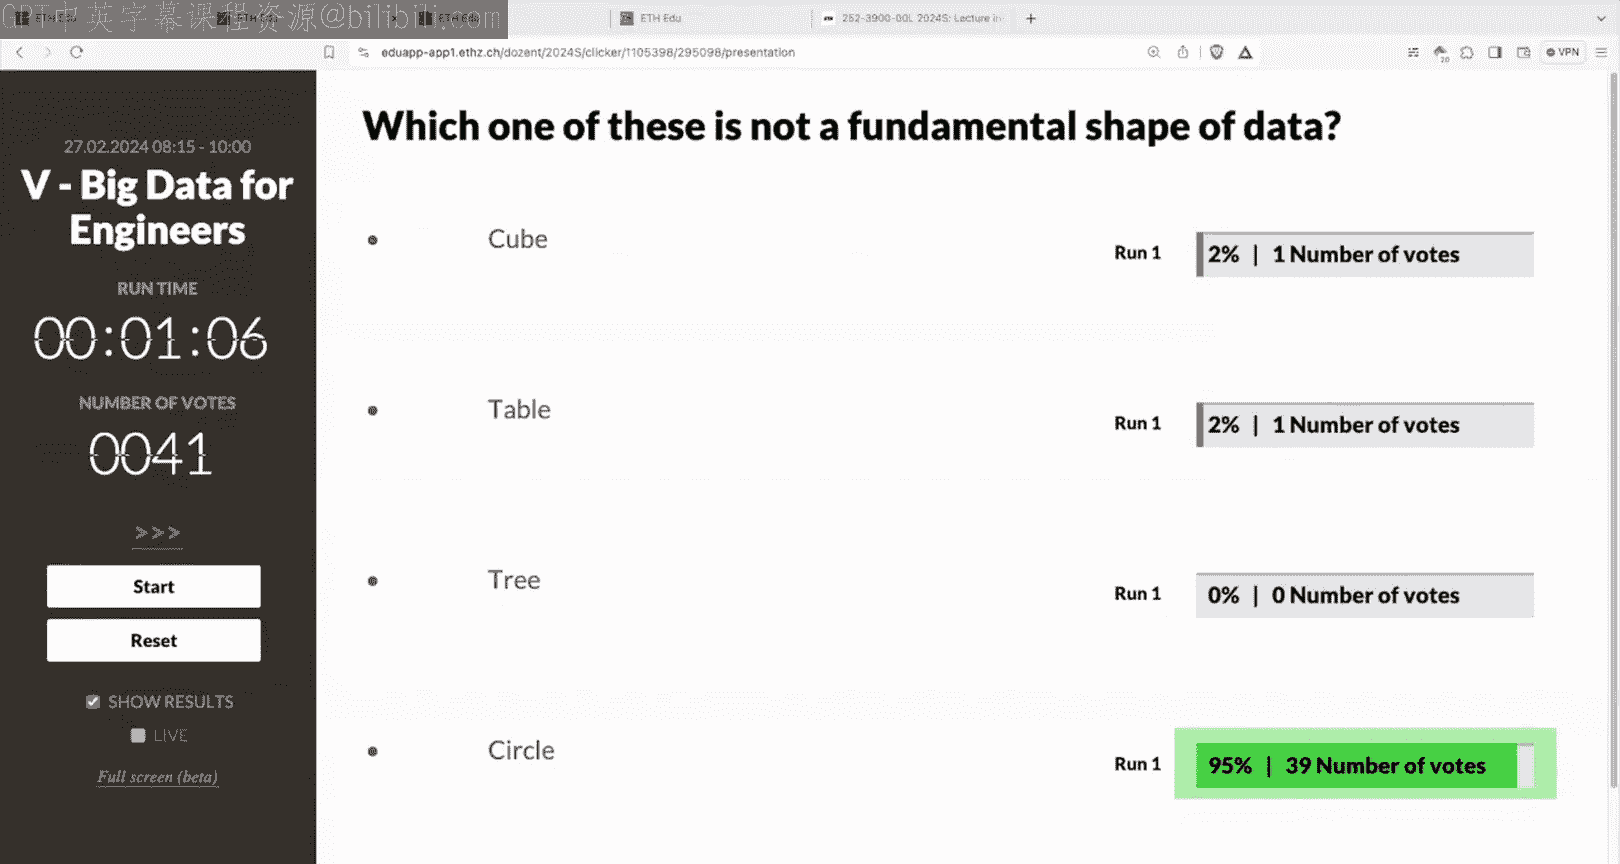 GPT中英字幕课程资源@bilibili.com
ETH Edu
252-3900-00L 2024S: Lecture in
eduapp-app1.ethz.ch/dozent/2024S/clicker/1105398/295098/presentation
VPN
27.02.2024 08:15 - 10:00
V - Big Data for
Engineers
RUN TIME
00:01:06
NUMBER OF VOTES
0041
>>>
Start
Reset
SHOW RESULTS
LIVE
Full screen (beta)
Which one of these is not a fundamental shape of data?
Cube
Run 1
2% | 1 Number of votes
Table
Run 1
2% | 1 Number of votes
Tree
Run 1
0% | 0 Number of votes
Circle
Run 1
95% | 39 Number of votes